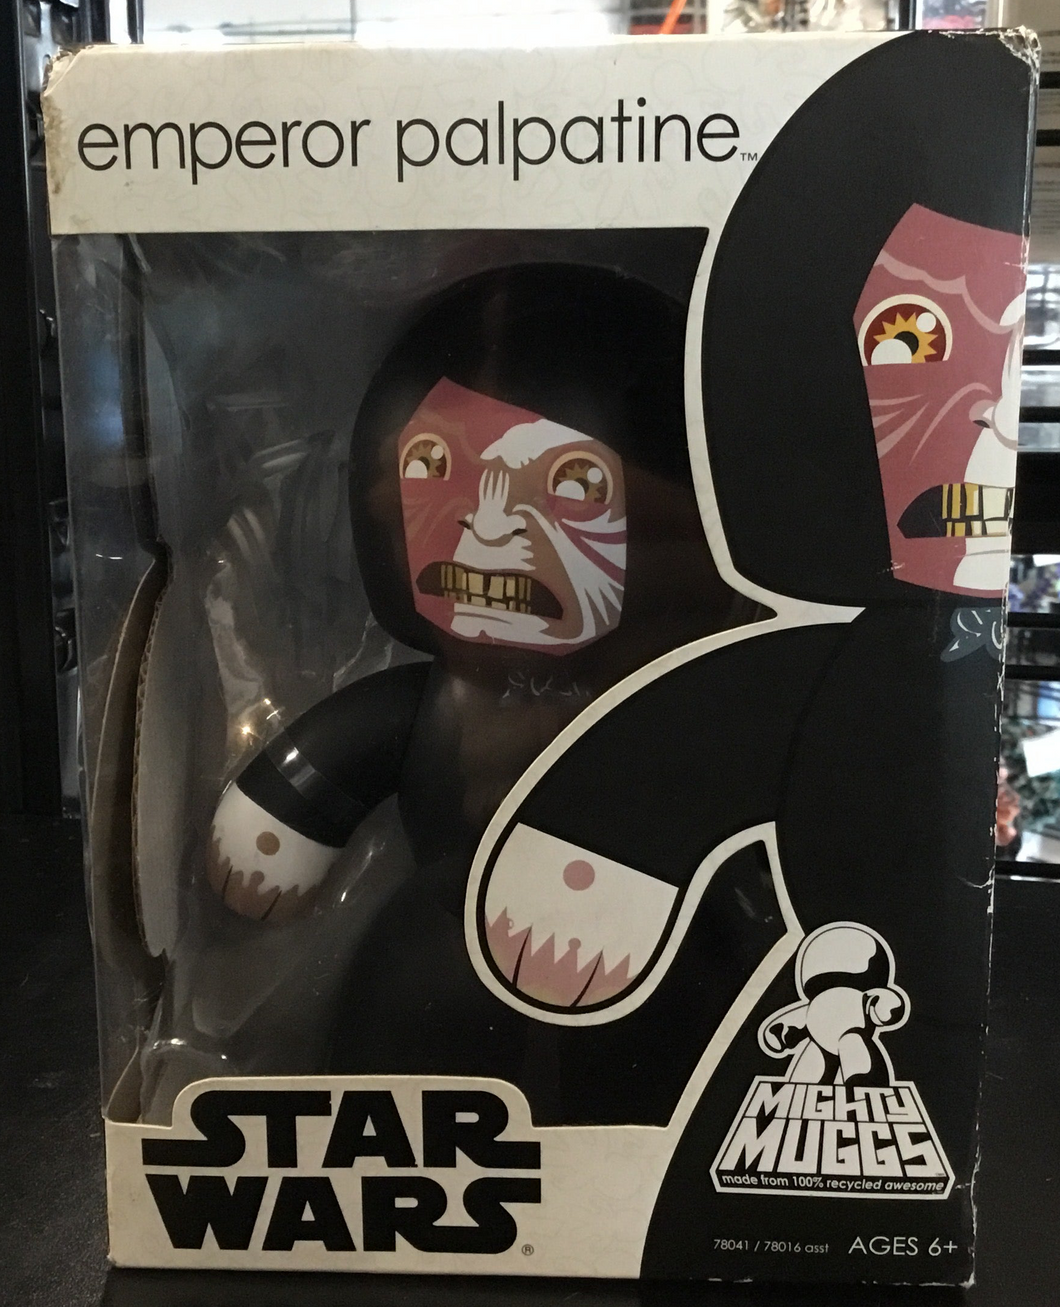 emperor palpatine™
STAR
WARS®
MIGHTY
MUGGS
made from 100% recycled awesome
78041 / 78016 asst AGES 6+